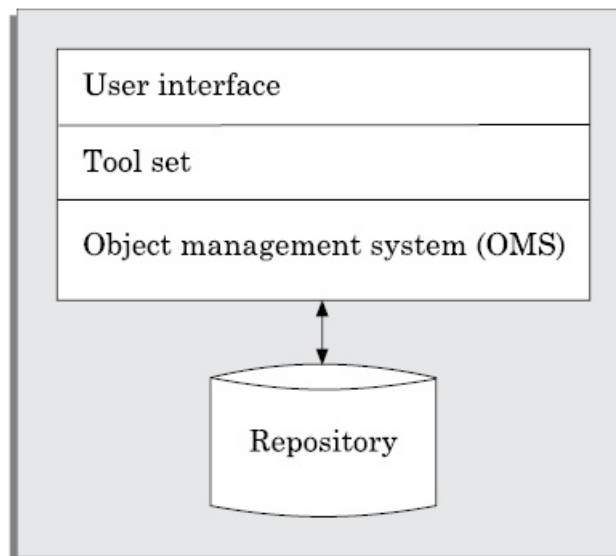 User interface
Tool set
Object management system (OMS)
Repository